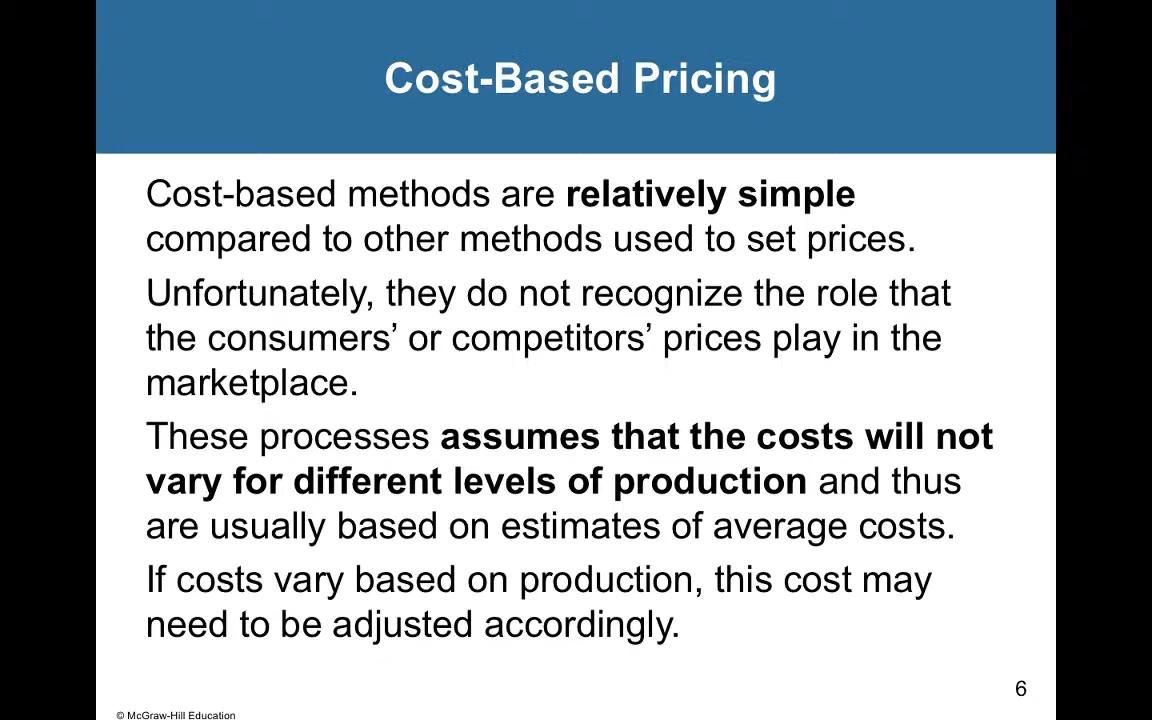 Cost-Based Pricing
Cost-based methods are relatively simple
compared to other methods used to set prices.
Unfortunately, they do not recognize the role that
the consumers’ or competitors’ prices play in the
marketplace.
These processes assumes that the costs will not
vary for different levels of production and thus
are usually based on estimates of average costs.
If costs vary based on production, this cost may
need to be adjusted accordingly.
6
© McGraw-Hill Education